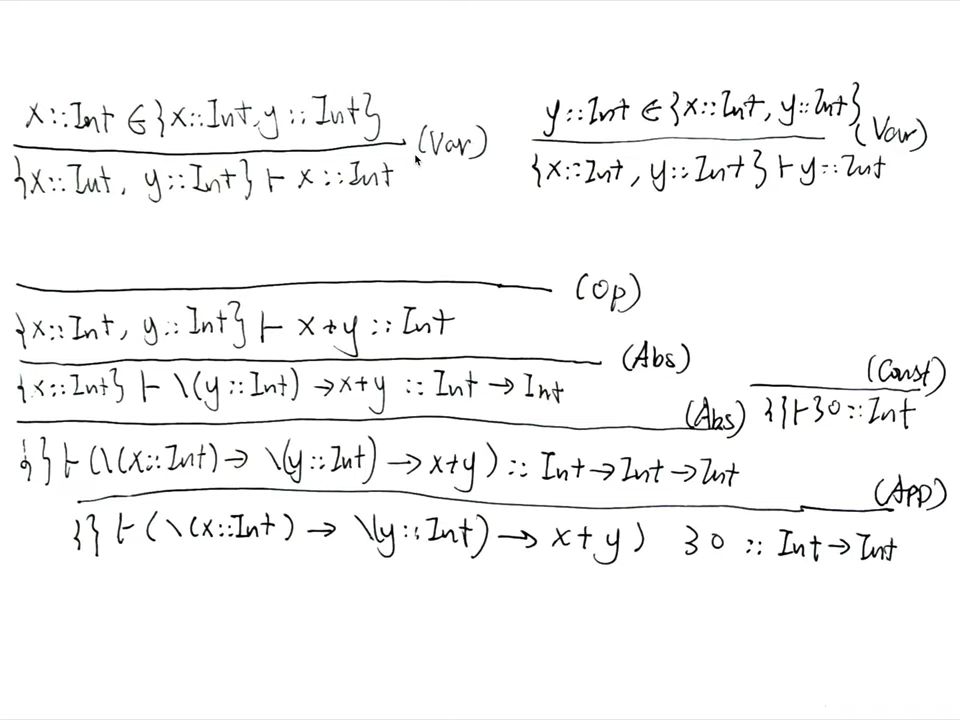 x::Int ∈ {x::Int, y::Int}
(Var)
{x::Int, y::Int} ⊢ x::Int
y::Int ∈ {x::Int, y::Int}
(Var)
{x::Int, y::Int} ⊢ y::Int
(Op)
{x::Int, y::Int} ⊢ x+y :: Int
(Abs)
{x::Int} ⊢ \(y::Int) → x+y :: Int → Int
(Const)
{} ⊢ 30::Int
(Abs)
{} ⊢ (\(x::Int) → \(y::Int) → x+y) :: Int → Int → Int
(APP)
{} ⊢ (\(x::Int) → \(y::Int) → x+y) 30 :: Int → Int